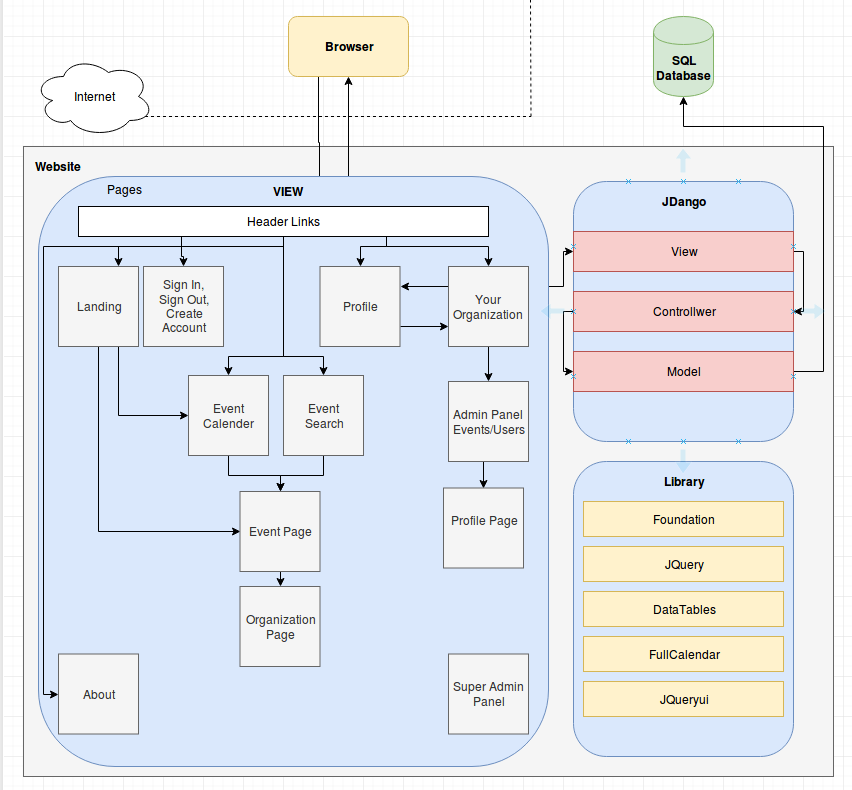 Browser
SQL
Database
Internet
Website
Pages
VIEW
Header Links
Landing
Sign In,
Sign Out,
Create
Account
Profile
Your
Organization
Event
Calender
Event
Search
Admin Panel
Events/Users
Event Page
Profile Page
Organization
Page
About
Super Admin
Panel
JDango
View
Controllwer
Model
Library
Foundation
JQuery
DataTables
FullCalendar
JQueryui